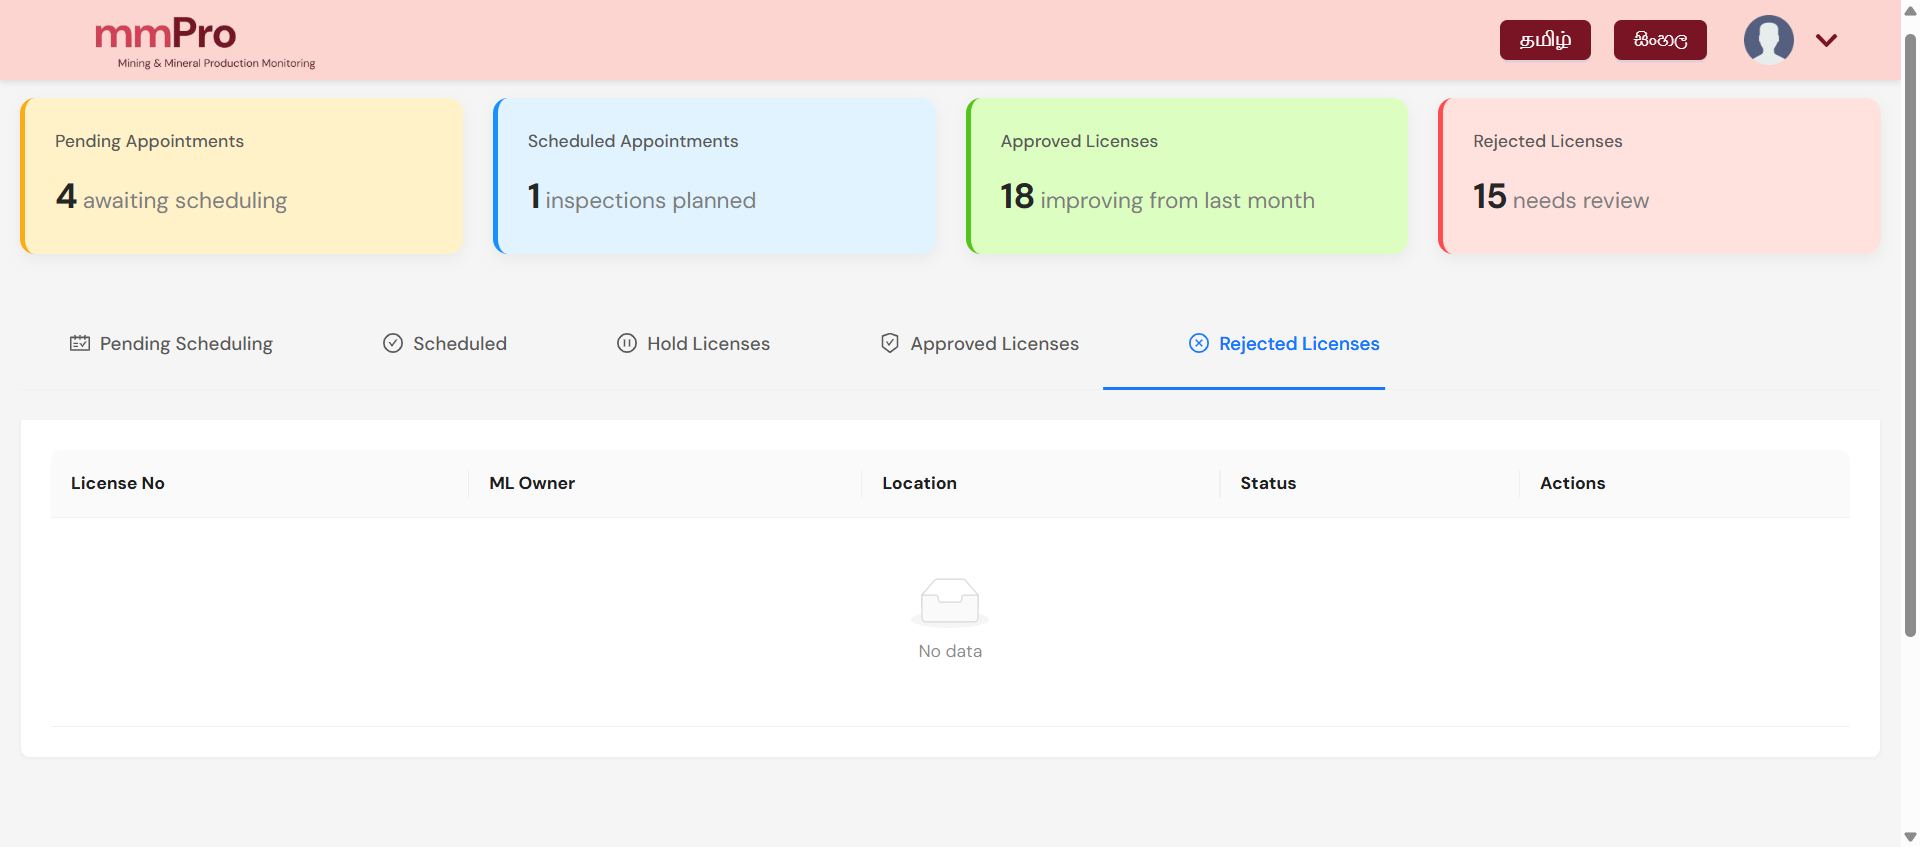 mmPro
Mining & Mineral Production Monitoring
தமிழ்
සිංහල
Pending Appointments
4 awaiting scheduling
Scheduled Appointments
1 inspections planned
Approved Licenses
18 improving from last month
Rejected Licenses
15 needs review
Pending Scheduling
Scheduled
Hold Licenses
Approved Licenses
Rejected Licenses
License No
ML Owner
Location
Status
Actions
No data